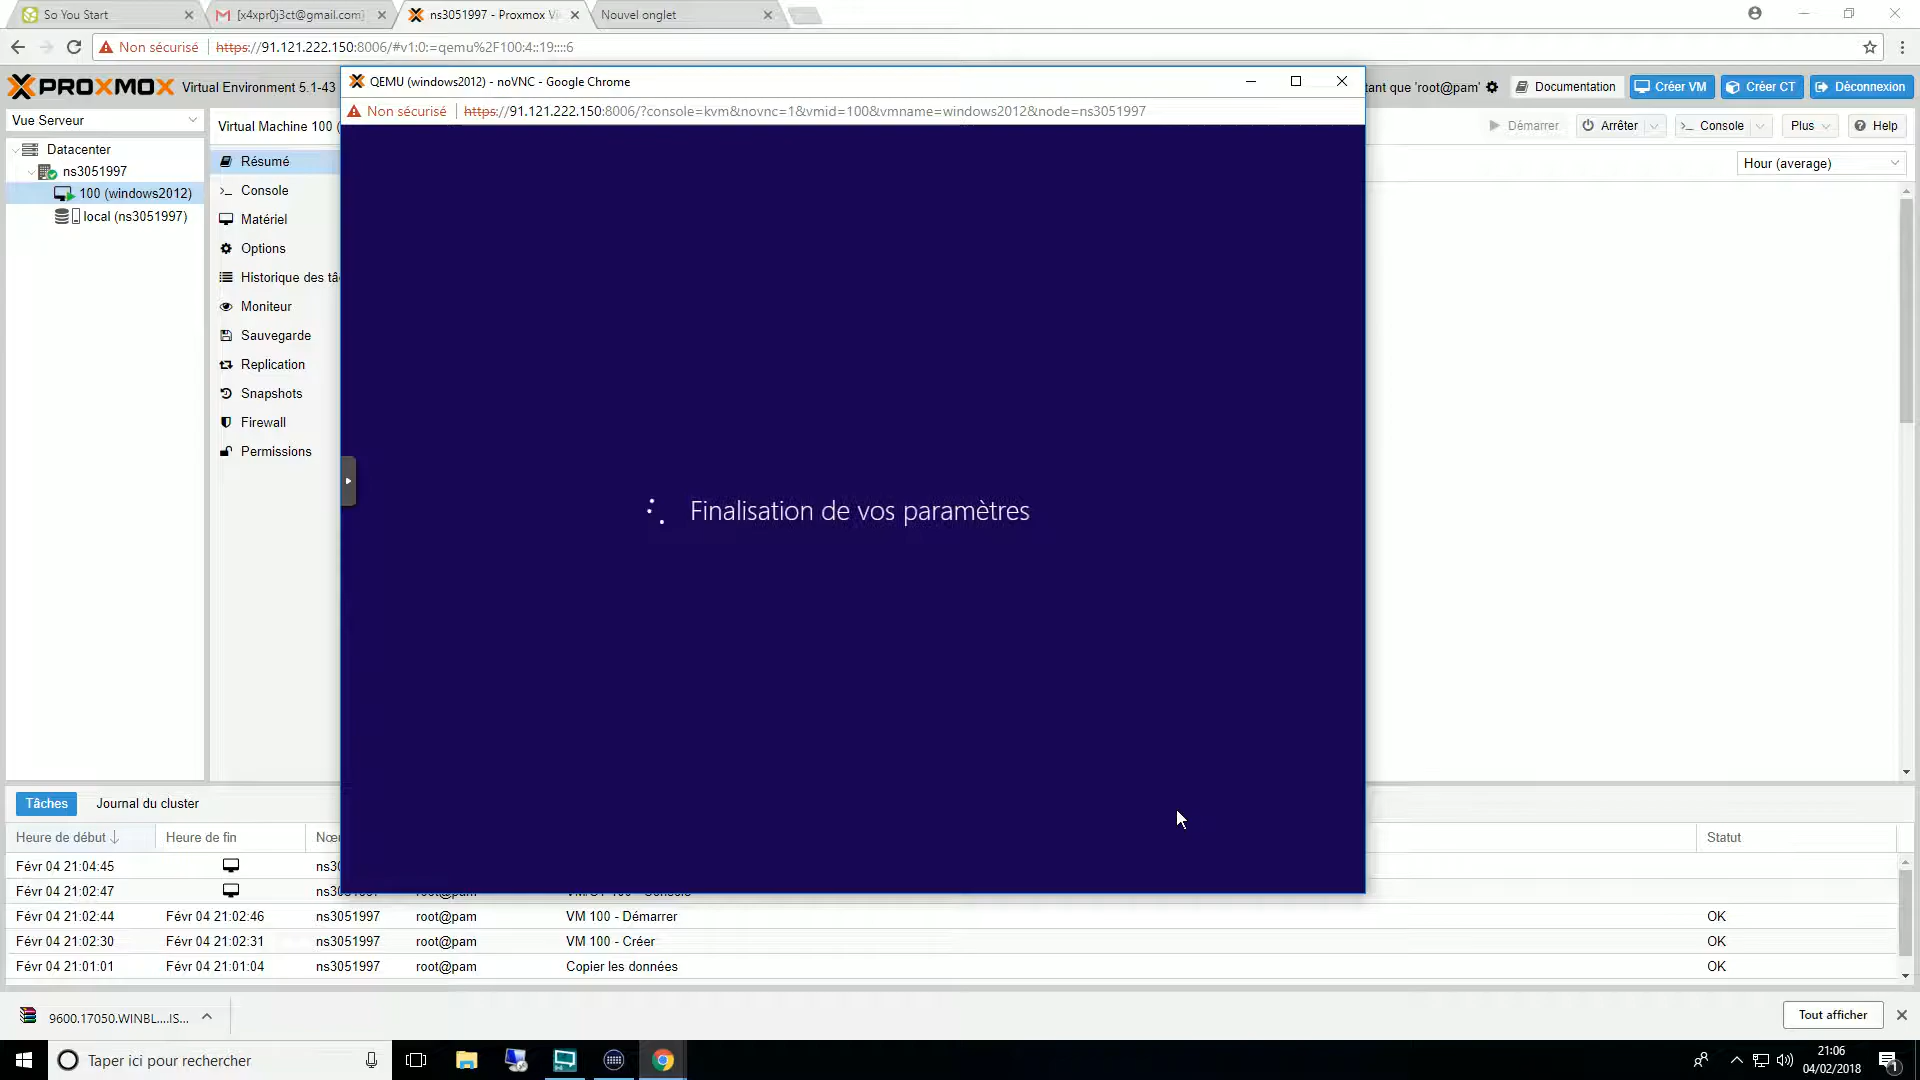 So You Start
[x4xpr0j3ct@gmail.com]
ns3051997 - Proxmox Vi
Nouvel onglet
Non sécurisé
https://91.121.222.150:8006/#v1:0:=qemu%2F100:4::19::::6
PROXMOX
Virtual Environment 5.1-43
tant que 'root@pam'
Documentation
Créer VM
Créer CT
Déconnexion
QEMU (windows2012) - noVNC - Google Chrome
Non sécurisé
https://91.121.222.150:8006/?console=kvm&novnc=1&vmid=100&vmname=windows2012&node=ns3051997
Vue Serveur
Datacenter
ns3051997
100 (windows2012)
local (ns3051997)
Virtual Machine 100 (
Démarrer
Arrêter
Console
Plus
Help
Hour (average)
Résumé
Console
Matériel
Options
Historique des tâ
Moniteur
Sauvegarde
Replication
Snapshots
Firewall
Permissions
Finalisation de vos paramètres
Tâches
Journal du cluster
Heure de début
Heure de fin
Statut
Févr 04 21:04:45
Févr 04 21:02:47
Févr 04 21:02:44 Févr 04 21:02:46 ns3051997 root@pam VM 100 - Démarrer OK
Févr 04 21:02:30 Févr 04 21:02:31 ns3051997 root@pam VM 100 - Créer OK
Févr 04 21:01:01 Févr 04 21:01:04 ns3051997 root@pam Copier les données OK
9600.17050.WINBL....IS...
Tout afficher
Taper ici pour rechercher
21:06
04/02/2018
1